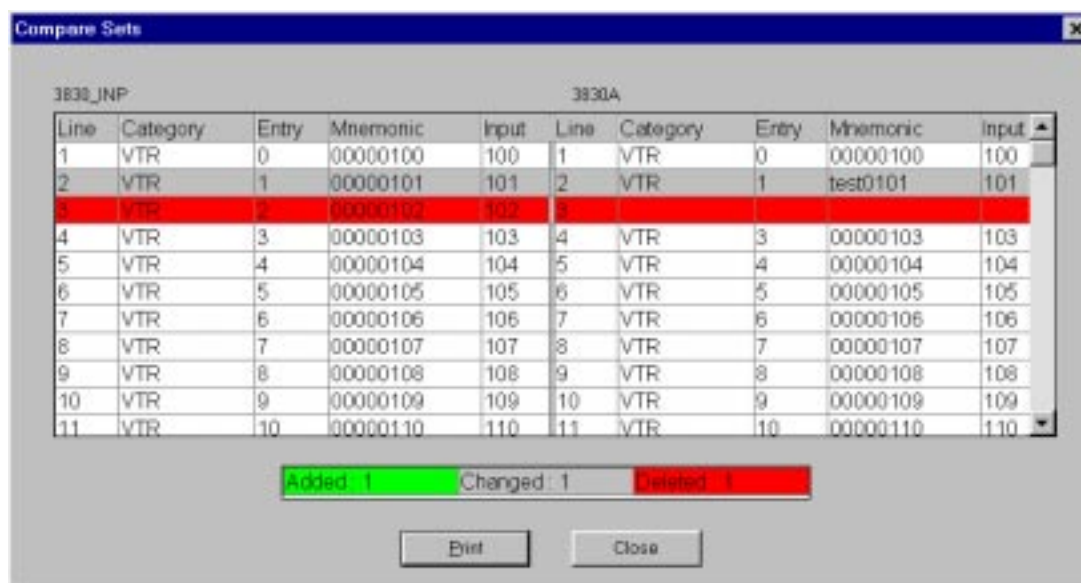 Compare Sets
3830_INP 3830A
Line Category Entry Mnemonic Input Line Category Entry Mnemonic Input
1 VTR 0 00000100 100 1 VTR 0 00000100 100
2 VTR 1 00000101 101 2 VTR 1 test0101 101
3 VTR 2 00000102 102 3
4 VTR 3 00000103 103 4 VTR 3 00000103 103
5 VTR 4 00000104 104 5 VTR 4 00000104 104
6 VTR 5 00000105 105 6 VTR 5 00000105 105
7 VTR 6 00000106 106 7 VTR 6 00000106 106
8 VTR 7 00000107 107 8 VTR 7 00000107 107
9 VTR 8 00000108 108 9 VTR 8 00000108 108
10 VTR 9 00000109 109 10 VTR 9 00000109 109
11 VTR 10 00000110 110 11 VTR 10 00000110 110
Added : 1 Changed : 1 Deleted : 1
Print Close